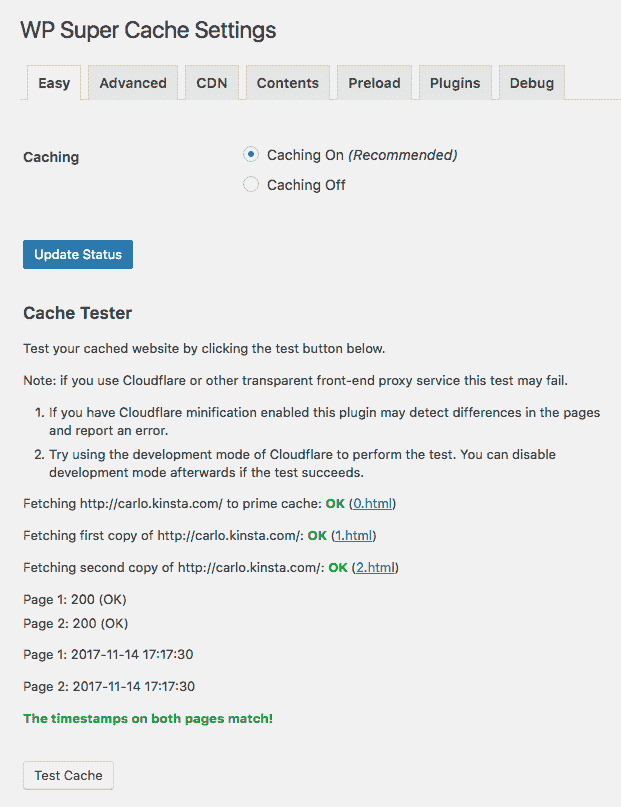 WP Super Cache Settings
Easy Advanced CDN Contents Preload Plugins Debug
Caching
Caching On (Recommended)
Caching Off
Update Status
Cache Tester
Test your cached website by clicking the test button below.
Note: if you use Cloudflare or other transparent front-end proxy service this test may fail.
1. If you have Cloudflare minification enabled this plugin may detect differences in the pages
and report an error.
2. Try using the development mode of Cloudflare to perform the test. You can disable
development mode afterwards if the test succeeds.
Fetching http://carlo.kinsta.com/ to prime cache: OK (0.html)
Fetching first copy of http://carlo.kinsta.com/: OK (1.html)
Fetching second copy of http://carlo.kinsta.com/: OK (2.html)
Page 1: 200 (OK)
Page 2: 200 (OK)
Page 1: 2017-11-14 17:17:30
Page 2: 2017-11-14 17:17:30
The timestamps on both pages match!
Test Cache